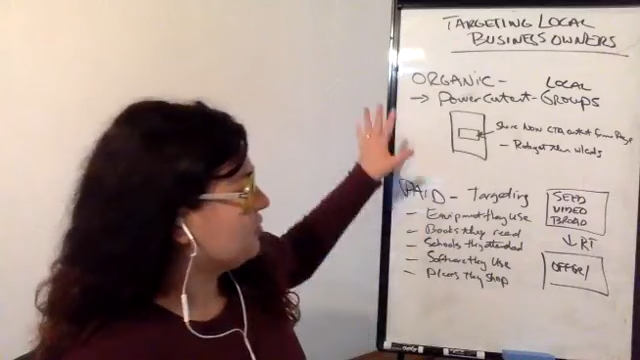 TARGETING LOCAL
BUSINESS OWNERS
ORGANIC - LOCAL
→ Power content - GROUPS
Share Non CTA content from Page
- Retarget then w/ads
PAID - Targeting
- Equipment they use
- Books they read
- Schools they attended
- Software they use
- Places they shop
SEED
VIDEO
BROAD
↓ RT
OFFER/